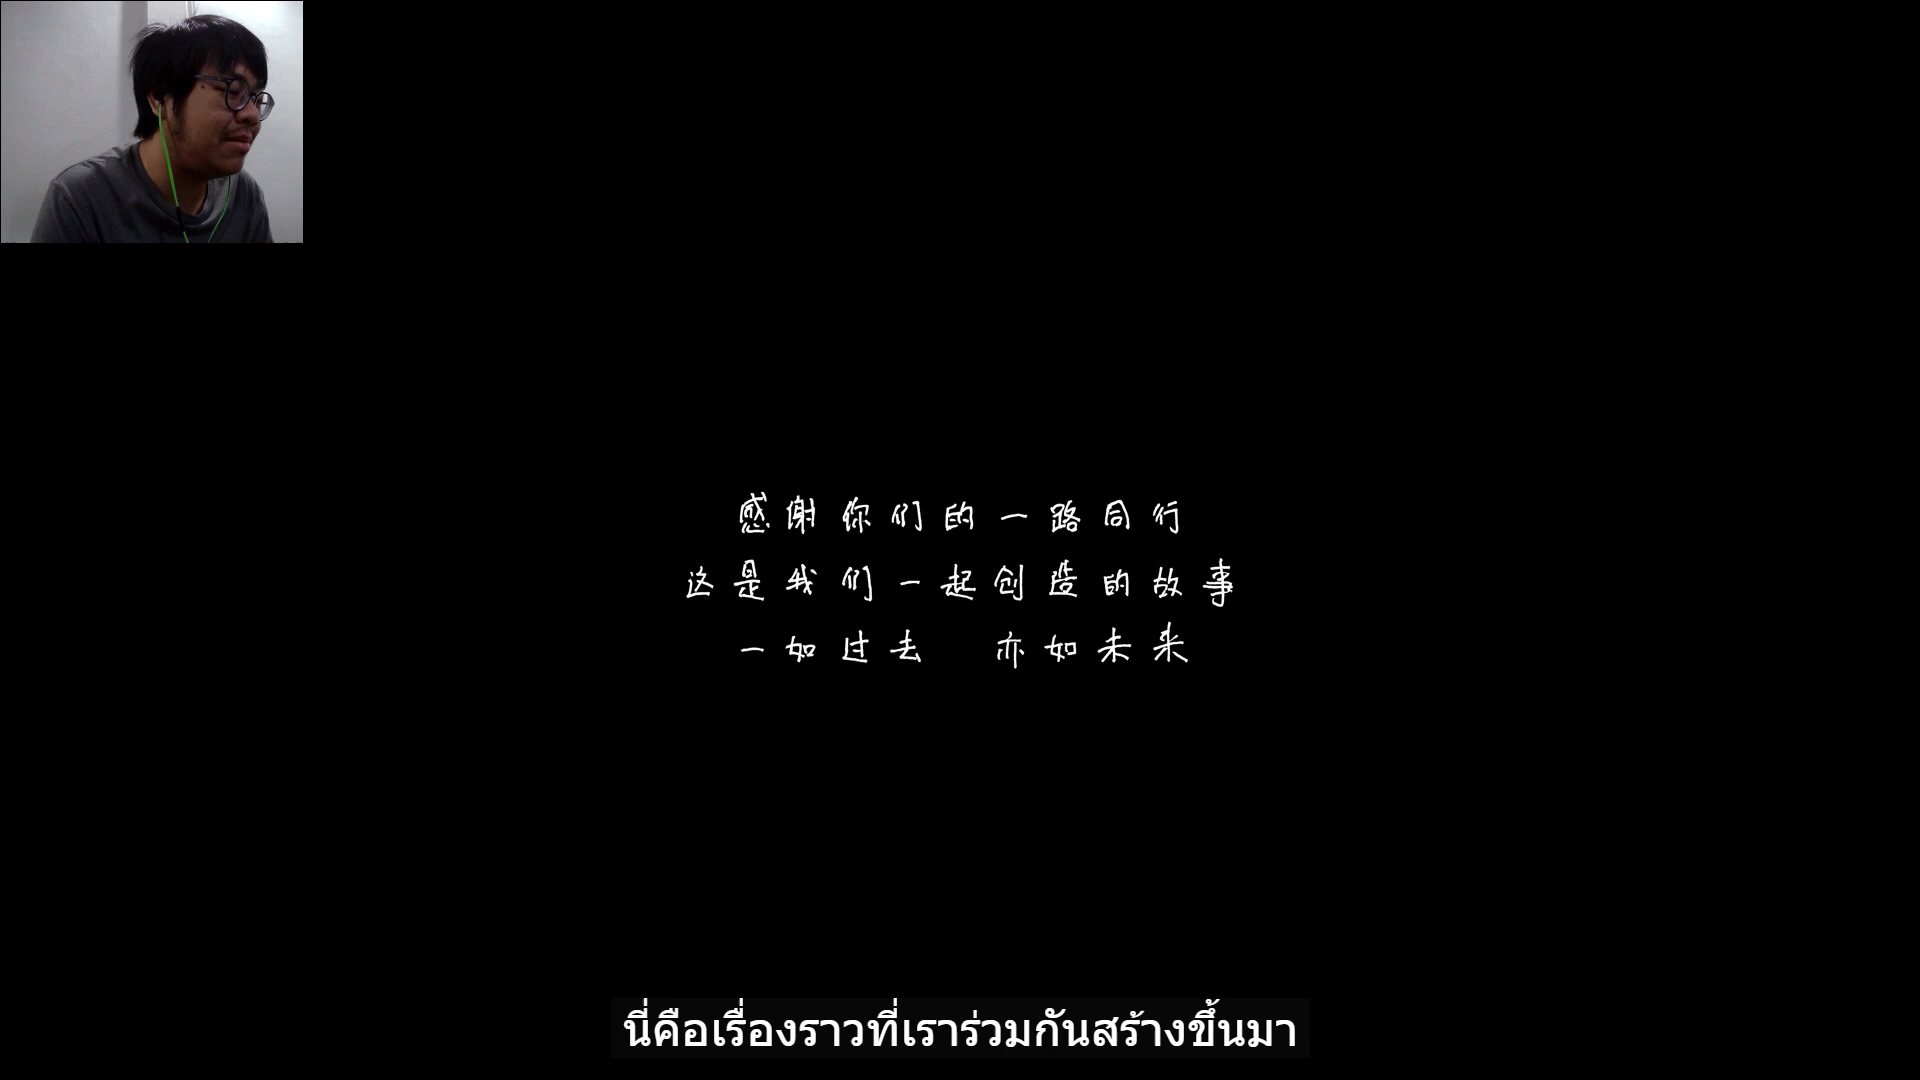 感谢你们的一路同行
这是我们一起创造的故事
一如过去 亦如未来
นี่คือเรื่องราวที่เราร่วมกันสร้างขึ้นมา